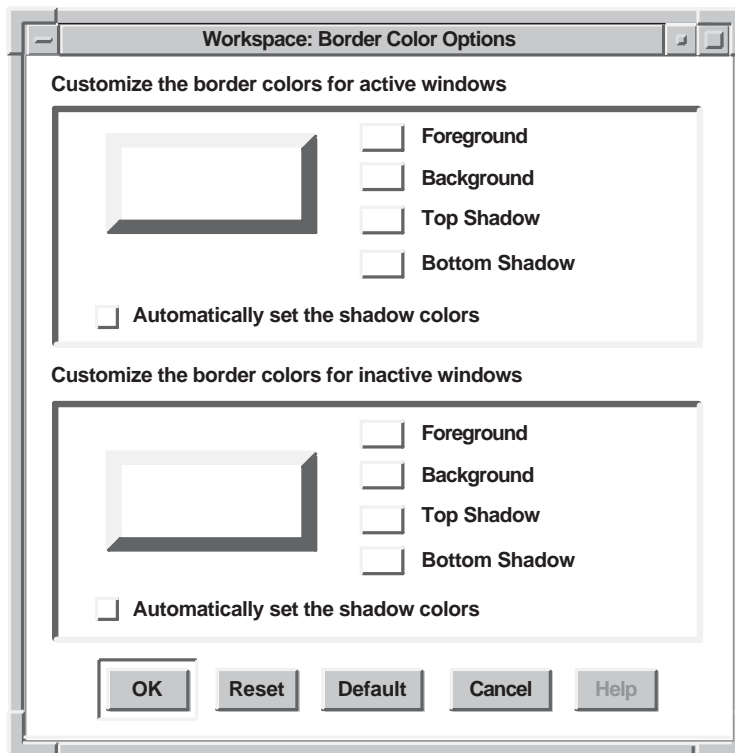 Workspace: Border Color Options
Customize the border colors for active windows
Foreground
Background
Top Shadow
Bottom Shadow
Automatically set the shadow colors
Customize the border colors for inactive windows
Foreground
Background
Top Shadow
Bottom Shadow
Automatically set the shadow colors
OK Reset Default Cancel Help